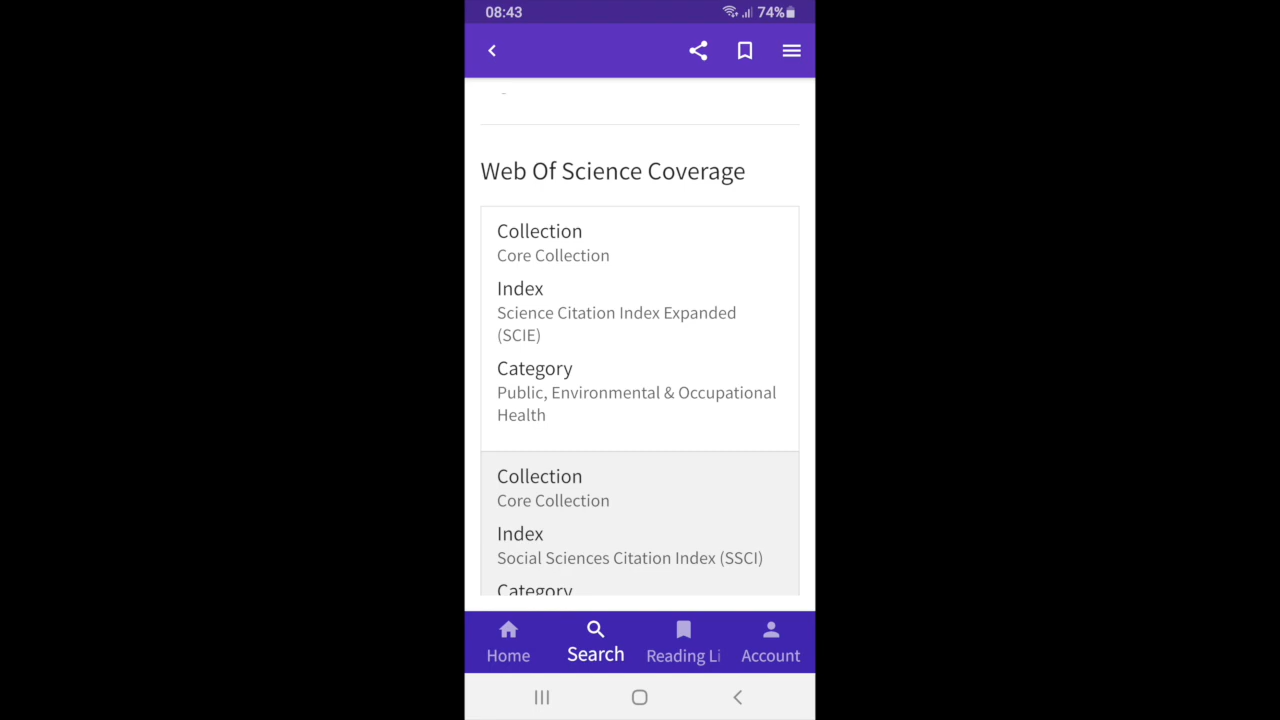 08:43
74%
Web Of Science Coverage
Collection
Core Collection
Index
Science Citation Index Expanded
(SCIE)
Category
Public, Environmental & Occupational
Health
Collection
Core Collection
Index
Social Sciences Citation Index (SSCI)
Category
Home
Search
Reading Li
Account